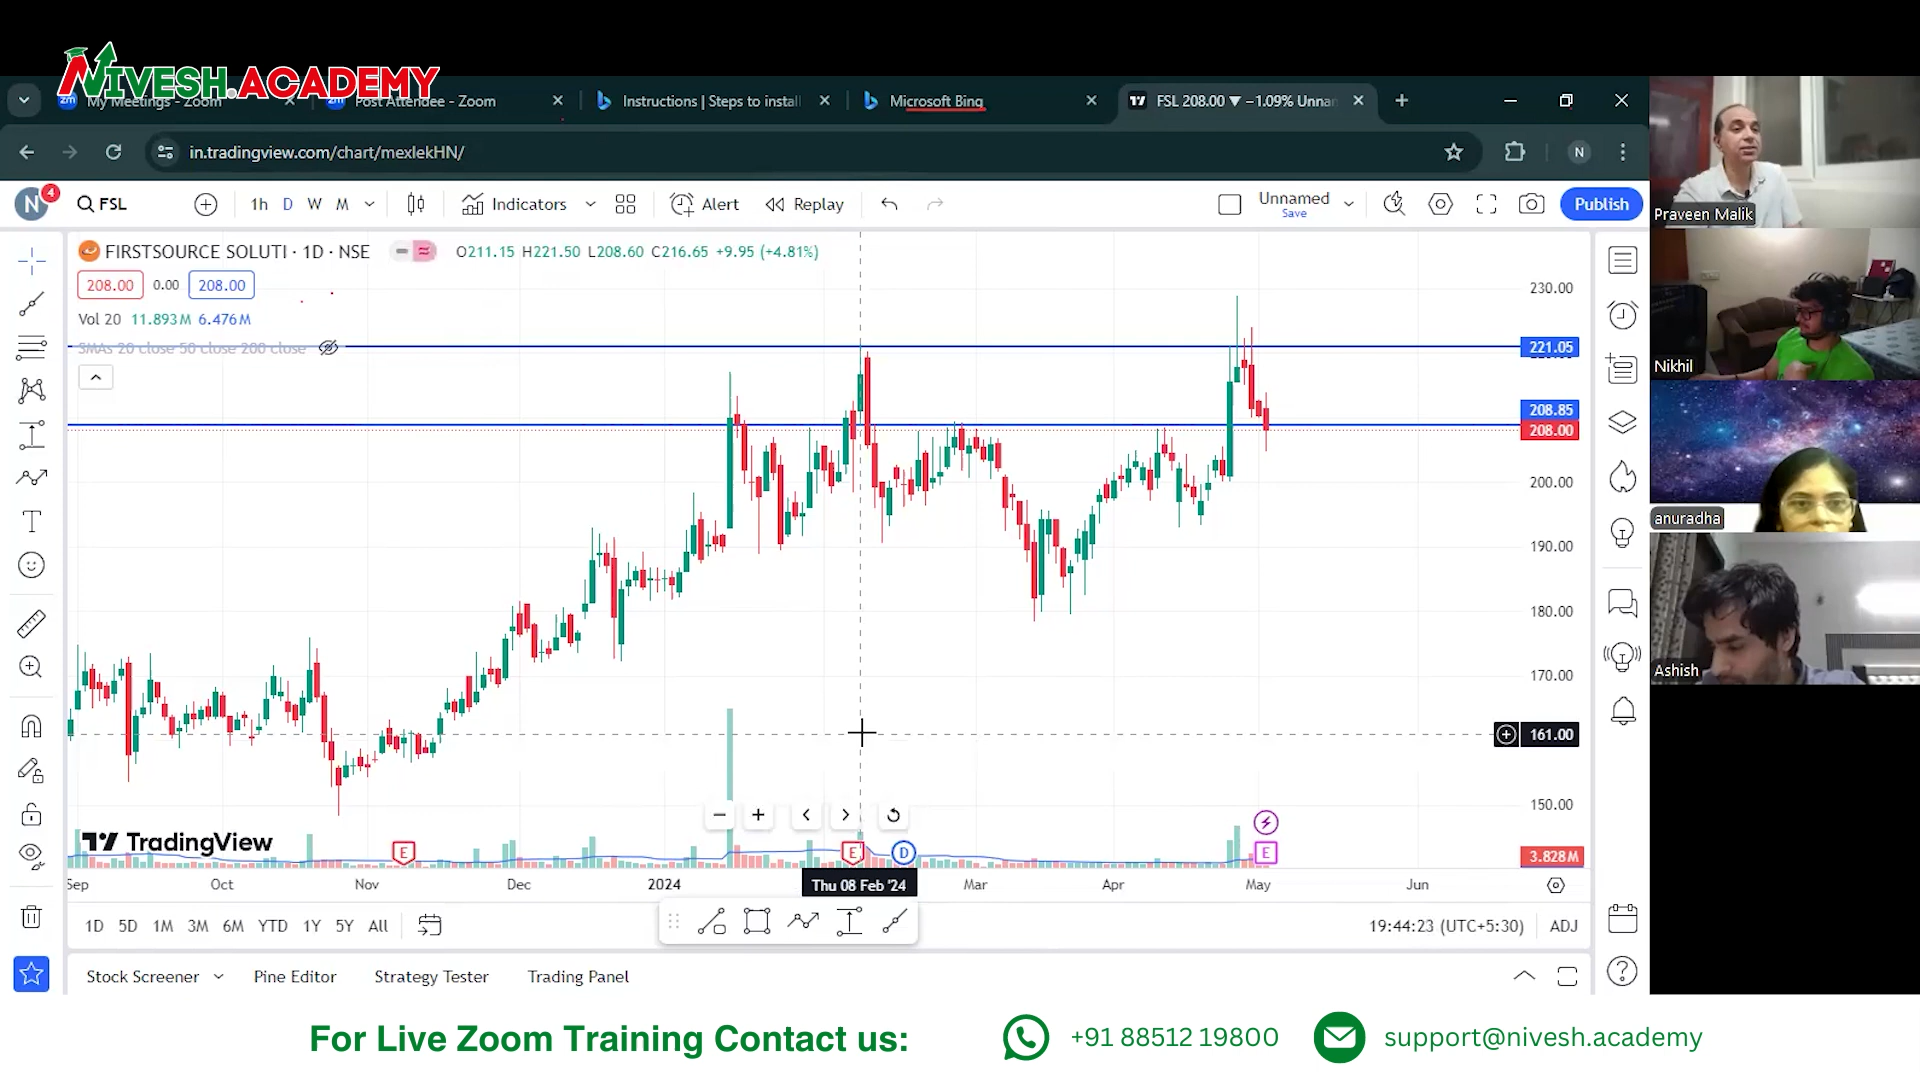 NIVESH.ACADEMY
My Meetings - Zoom
Post Attendee - Zoom
Instructions | Steps to install
Microsoft Bing
FSL 208.00 ▼ −1.09% Unnar
in.tradingview.com/chart/mexlekHN/
N
N
4
FSL
1h
D
W
M
Indicators
Alert
Replay
Unnamed
Save
Publish
FIRSTSOURCE SOLUTI · 1D · NSE
O211.15 H221.50 L208.60 C216.65 +9.95 (+4.81%)
208.00
0.00
208.00
Vol 20 11.893M 6.476M
SMAs 20 close 50 close 200 close
230.00
221.05
208.85
208.00
200.00
190.00
180.00
170.00
161.00
150.00
3.828M
TradingView
E
E
D
E
Sep
Oct
Nov
Dec
2024
Thu 08 Feb '24
Mar
Apr
May
Jun
1D
5D
1M
3M
6M
YTD
1Y
5Y
All
19:44:23 (UTC+5:30)
ADJ
Stock Screener
Pine Editor
Strategy Tester
Trading Panel
Praveen Malik
Nikhil
anuradha
Ashish
For Live Zoom Training Contact us:
+91 88512 19800
support@nivesh.academy